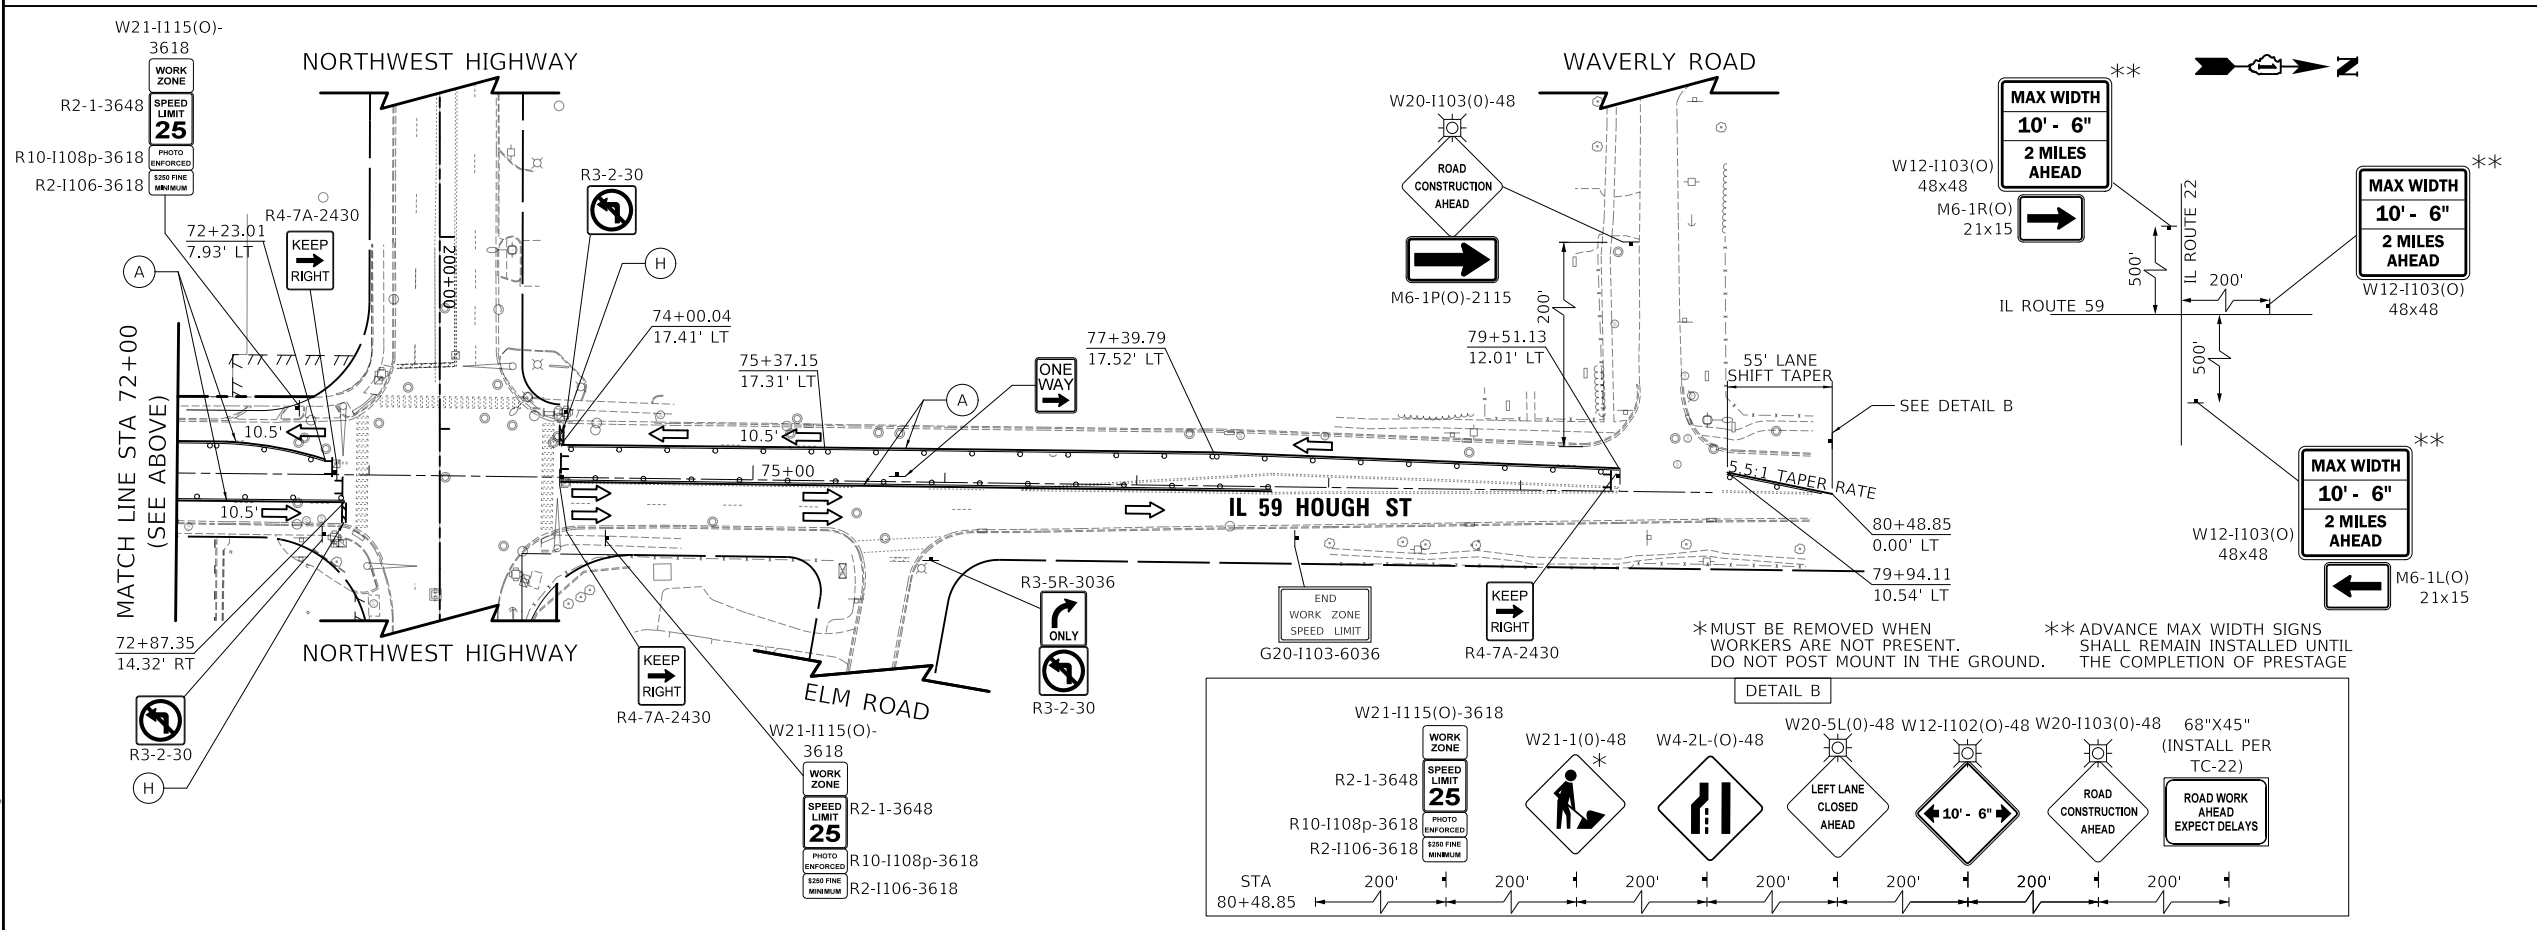 W21-I115(O)-
3618
WORK
ZONE
R2-1-3648
SPEED
LIMIT
25
R10-I108p-3618
PHOTO
ENFORCED
R2-I106-3618
$250 FINE
MINIMUM
NORTHWEST HIGHWAY
72+23.01
7.93' LT
R4-7A-2430
KEEP
RIGHT
A
MATCH LINE STA 72+00
(SEE ABOVE)
10.5'
10.5'
200+00
R3-2-30
H
74+00.04
17.41' LT
75+37.15
17.31' LT
10.5'
A
75+00
ONE
WAY
77+39.79
17.52' LT
WAVERLY ROAD
W20-I103(0)-48
ROAD
CONSTRUCTION
AHEAD
M6-1P(O)-2115
200'
79+51.13
12.01' LT
55' LANE
SHIFT TAPER
SEE DETAIL B
5.5:1 TAPER RATE
80+48.85
0.00' LT
79+94.11
10.54' LT
IL 59 HOUGH ST
72+87.35
14.32' RT
R3-2-30
H
NORTHWEST HIGHWAY
KEEP
RIGHT
R4-7A-2430
ELM ROAD
W21-I115(O)-
3618
WORK
ZONE
SPEED
LIMIT
25
R2-1-3648
PHOTO
ENFORCED
R10-I108p-3618
$250 FINE
MINIMUM
R2-I106-3618
R3-5R-3036
ONLY
R3-2-30
END
WORK ZONE
SPEED LIMIT
G20-I103-6036
KEEP
RIGHT
R4-7A-2430
MAX WIDTH
10' - 6"
2 MILES
AHEAD
**
W12-I103(O)
48x48
M6-1R(O)
21x15
N
MAX WIDTH
10' - 6"
2 MILES
AHEAD
**
W12-I103(O)
48x48
IL ROUTE 22
500'
200'
IL ROUTE 59
500'
MAX WIDTH
10' - 6"
2 MILES
AHEAD
**
W12-I103(O)
48x48
M6-1L(O)
21x15
*MUST BE REMOVED WHEN
WORKERS ARE NOT PRESENT.
DO NOT POST MOUNT IN THE GROUND.
** ADVANCE MAX WIDTH SIGNS
SHALL REMAIN INSTALLED UNTIL
THE COMPLETION OF PRESTAGE
DETAIL B
W21-I115(O)-3618
WORK
ZONE
R2-1-3648
SPEED
LIMIT
25
R10-I108p-3618
PHOTO
ENFORCED
R2-I106-3618
$250 FINE
MINIMUM
W21-1(0)-48
*
W4-2L-(O)-48
W20-5L(0)-48
LEFT LANE
CLOSED
AHEAD
W12-I102(O)-48
10' - 6"
W20-I103(0)-48
ROAD
CONSTRUCTION
AHEAD
68"X45"
(INSTALL PER
TC-22)
ROAD WORK
AHEAD
EXPECT DELAYS
STA
80+48.85
200' 200' 200' 200' 200' 200' 200'